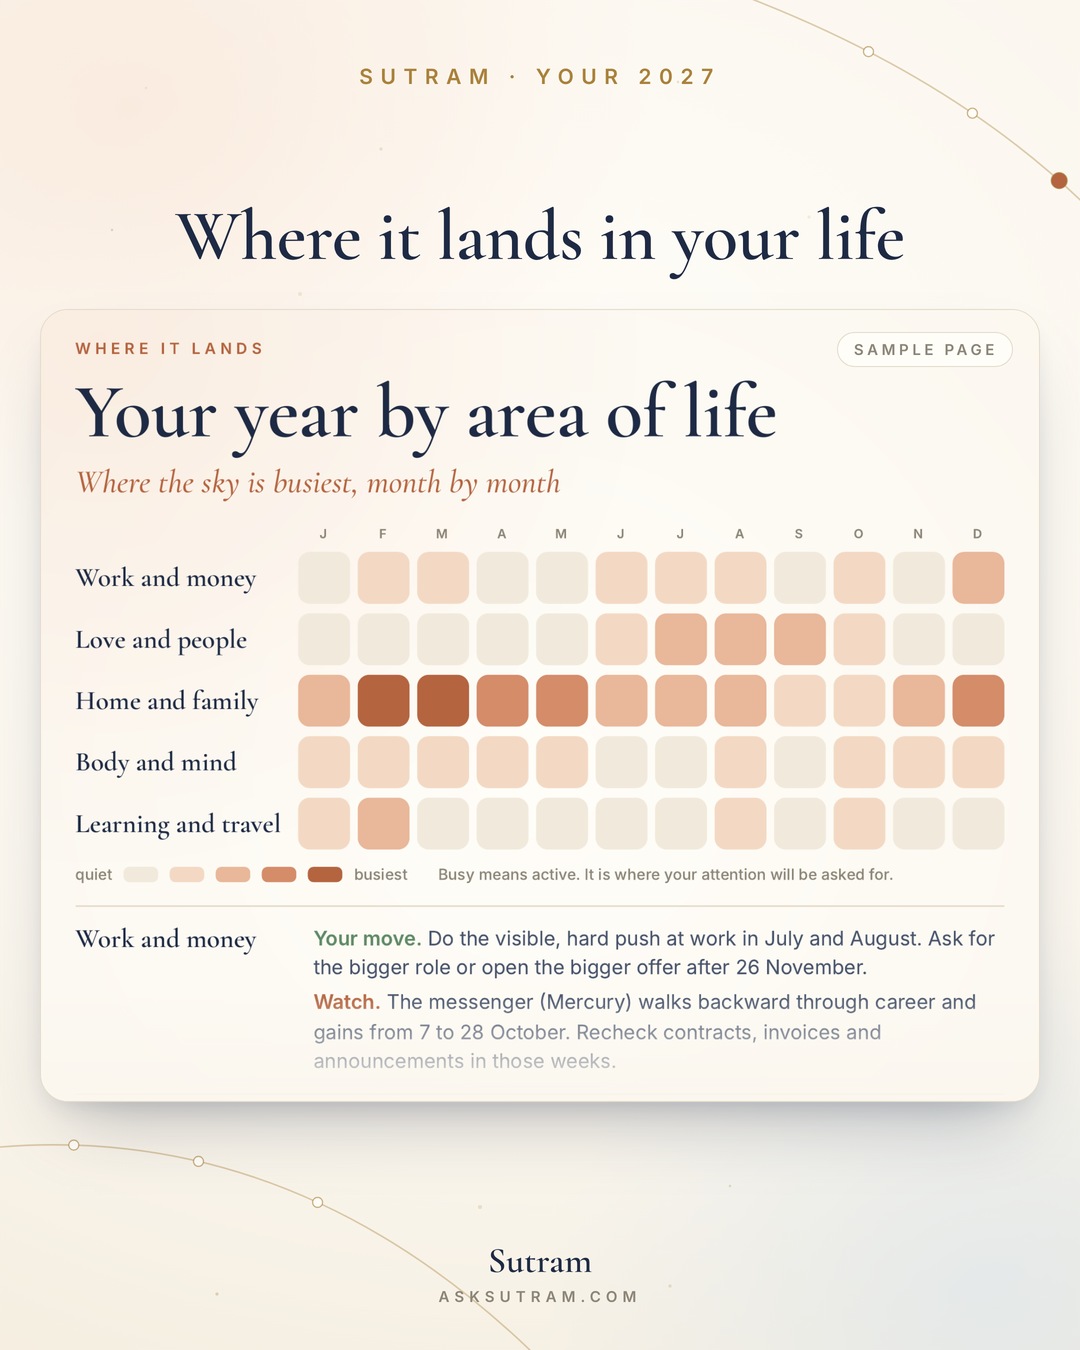 SUTRAM · YOUR 2027
Where it lands in your life
WHERE IT LANDS
SAMPLE PAGE
Your year by area of life
Where the sky is busiest, month by month
J F M A M J J A S O N D
Work and money
Love and people
Home and family
Body and mind
Learning and travel
quiet busiest Busy means active. It is where your attention will be asked for.
Work and money
Your move. Do the visible, hard push at work in July and August. Ask for
the bigger role or open the bigger offer after 26 November.
Watch. The messenger (Mercury) walks backward through career and
gains from 7 to 28 October. Recheck contracts, invoices and
announcements in those weeks.
Sutram
ASKSUTRAM.COM